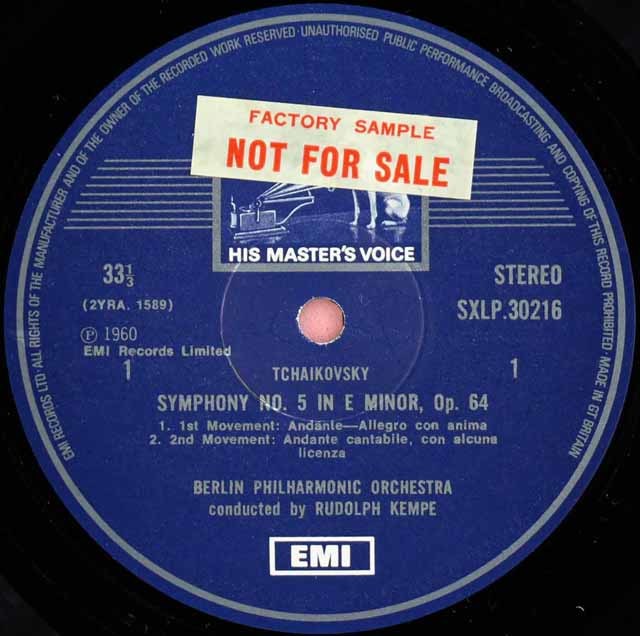 EMI RECORDS LTD ALL RIGHTS OF THE MANUFACTURER AND OF THE OWNER OF THE RECORDED WORK RESERVED · UNAUTHORISED PUBLIC PERFORMANCE BROADCASTING AND COPYING OF THIS RECORD PROHIBITED · MADE IN GT BRITAIN
FACTORY SAMPLE
NOT FOR SALE
HIS MASTER'S VOICE
33⅓ STEREO
(2YRA. 1589) SXLP.30216
Ⓟ 1960
EMI Records Limited
1 1
TCHAIKOVSKY
SYMPHONY NO. 5 IN E MINOR, Op. 64
1. 1st Movement: Andante—Allegro con anima
2. 2nd Movement: Andante cantabile, con alcuna
licenza
BERLIN PHILHARMONIC ORCHESTRA
conducted by RUDOLPH KEMPE
EMI